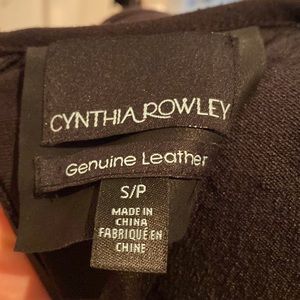 CYNTHIA ROWLEY
Genuine Leather
S/P
MADE IN
CHINA
FABRIQUÉ EN
CHINE